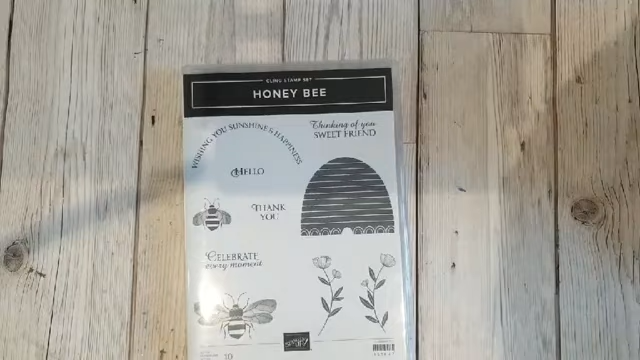 CLING STAMP SET
HONEY BEE
WISHING YOU SUNSHINE & HAPPINESS
Thinking of you
SWEET FRIEND
HELLO
THANK
YOU
CELEBRATE
every moment
10